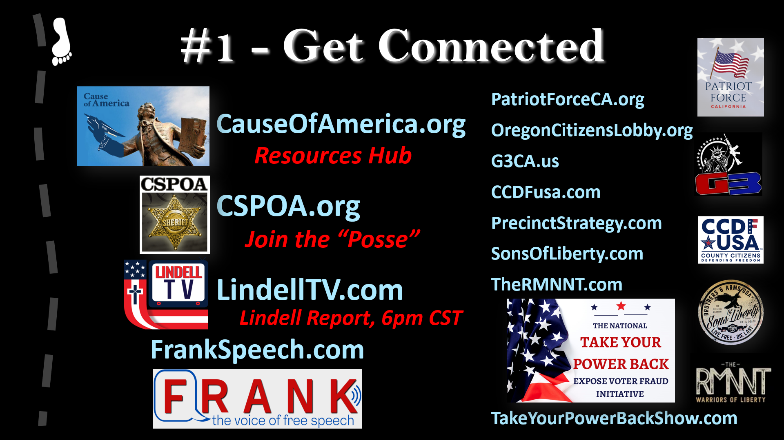 #1 - Get Connected
Cause
of America
CauseOfAmerica.org
Resources Hub
CSPOA
SHERIFF
CSPOA.org
Join the “Posse”
LINDELL
TV
LindellTV.com
Lindell Report, 6pm CST
FrankSpeech.com
FRANK
the voice of free speech
PatriotForceCA.org
OregonCitizensLobby.org
G3CA.us
CCDFusa.com
PrecinctStrategy.com
SonsOfLiberty.com
TheRMNNT.com
THE NATIONAL
TAKE YOUR
POWER BACK
EXPOSE VOTER FRAUD
INITIATIVE
TakeYourPowerBackShow.com
PATRIOT
FORCE
CALIFORNIA
G3
CCDF
USA
COUNTY CITIZENS
DEFENDING FREEDOM
Sons Liberty
LIVE FREE
THE
RMNNT
WARRIORS OF LIBERTY